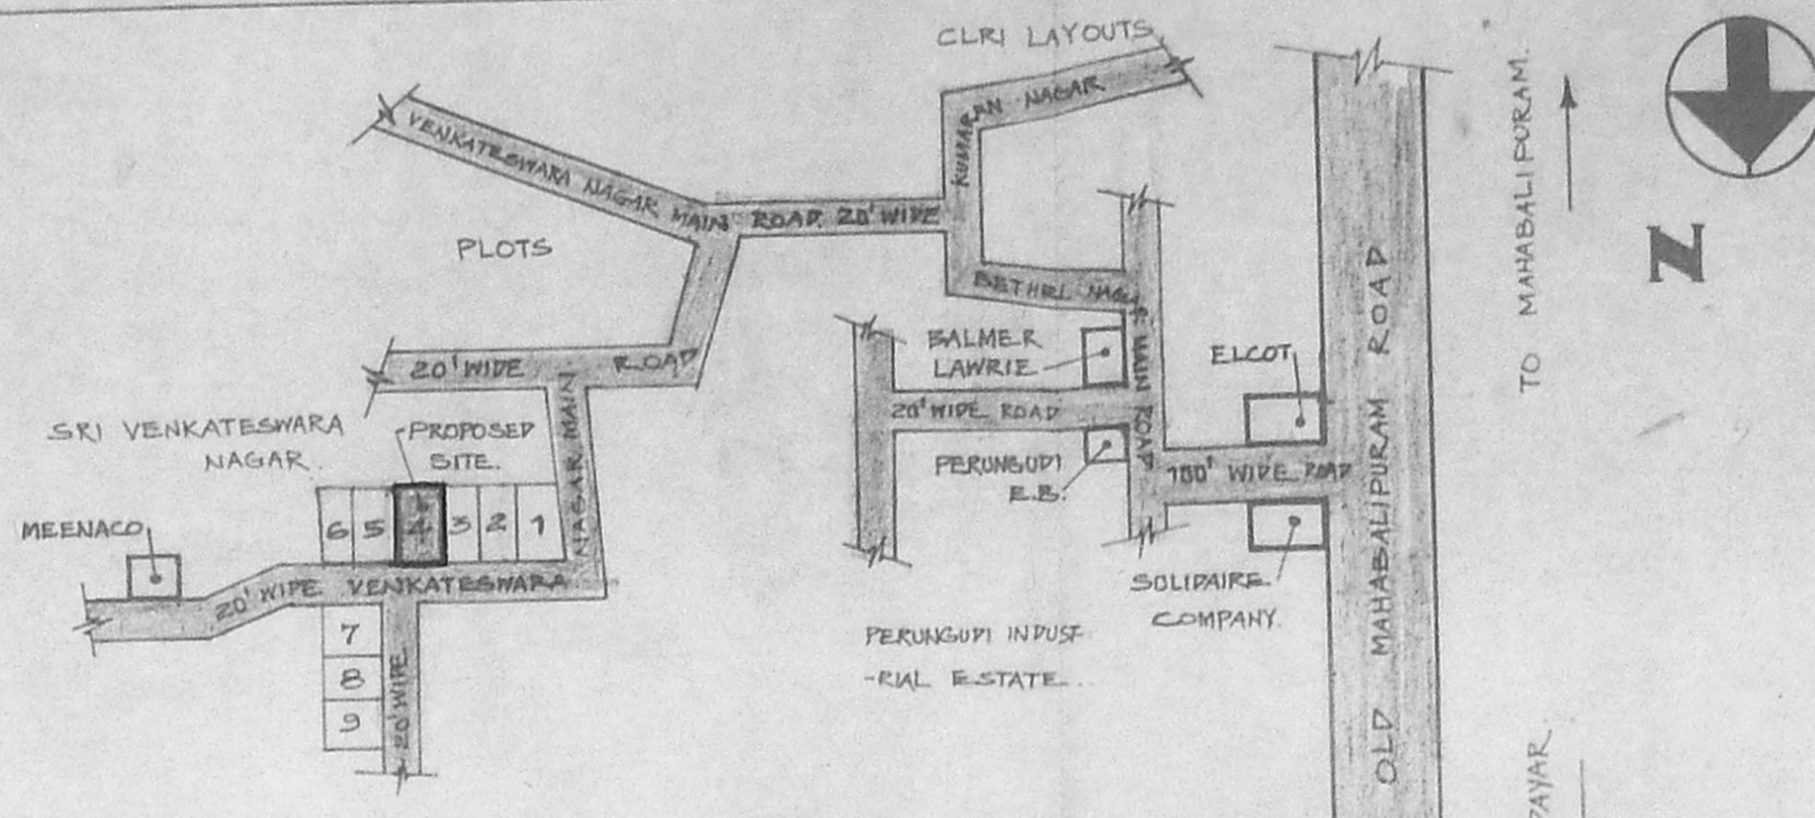 CLRI LAYOUTS
KUMARAN NAGAR
VENKATESWARA NAGAR MAIN ROAD. 20' WIDE
PLOTS
BETHEL NAGAR MAIN ROAD
BALMER
LAWRIE
20' WIDE ROAD
ELCOT
20' WIDE ROAD
SRI VENKATESWARA
NAGAR.
PROPOSED
SITE.
PERUNGUDI
E.B.
100' WIDE ROAD
MEENACO
6 5 4 3 2 1
20' WIDE VENKATESWARA
NAGAR MAIN
SOLIDAIRE
COMPANY.
7
8
9
20' WIDE
PERUNGUDI INDUST
-RIAL ESTATE.
OLD MAHABALIPURAM ROAD
TO MAHABALIPURAM.
N